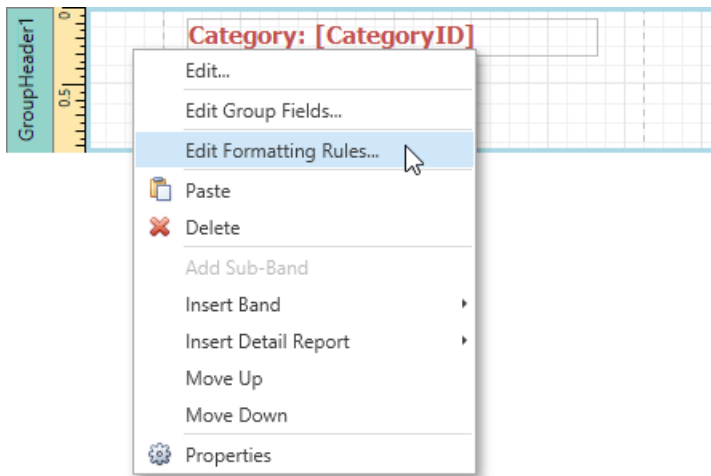 GroupHeader1
0
0.5
Category: [CategoryID]
Edit...
Edit Group Fields...
Edit Formatting Rules...
Paste
Delete
Add Sub-Band
Insert Band
Insert Detail Report
Move Up
Move Down
Properties